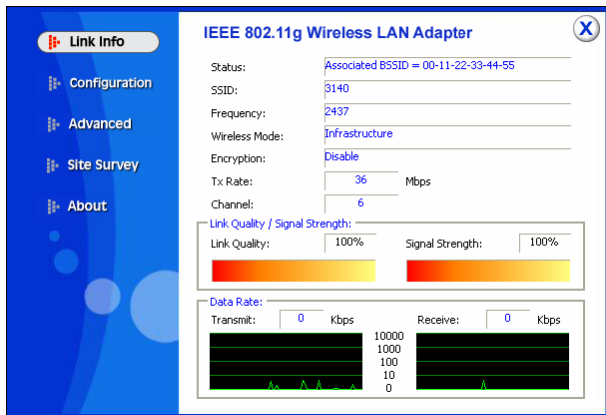 IEEE 802.11g Wireless LAN Adapter
X
Link Info
Configuration
Advanced
Site Survey
About
Status: Associated BSSID = 00-11-22-33-44-55
SSID: 3140
Frequency: 2437
Wireless Mode: Infrastructure
Encryption: Disable
Tx Rate: 36 Mbps
Channel: 6
Link Quality / Signal Strength:
Link Quality: 100% Signal Strength: 100%
Data Rate:
Transmit: 0 Kbps Receive: 0 Kbps
10000
1000
100
10
0